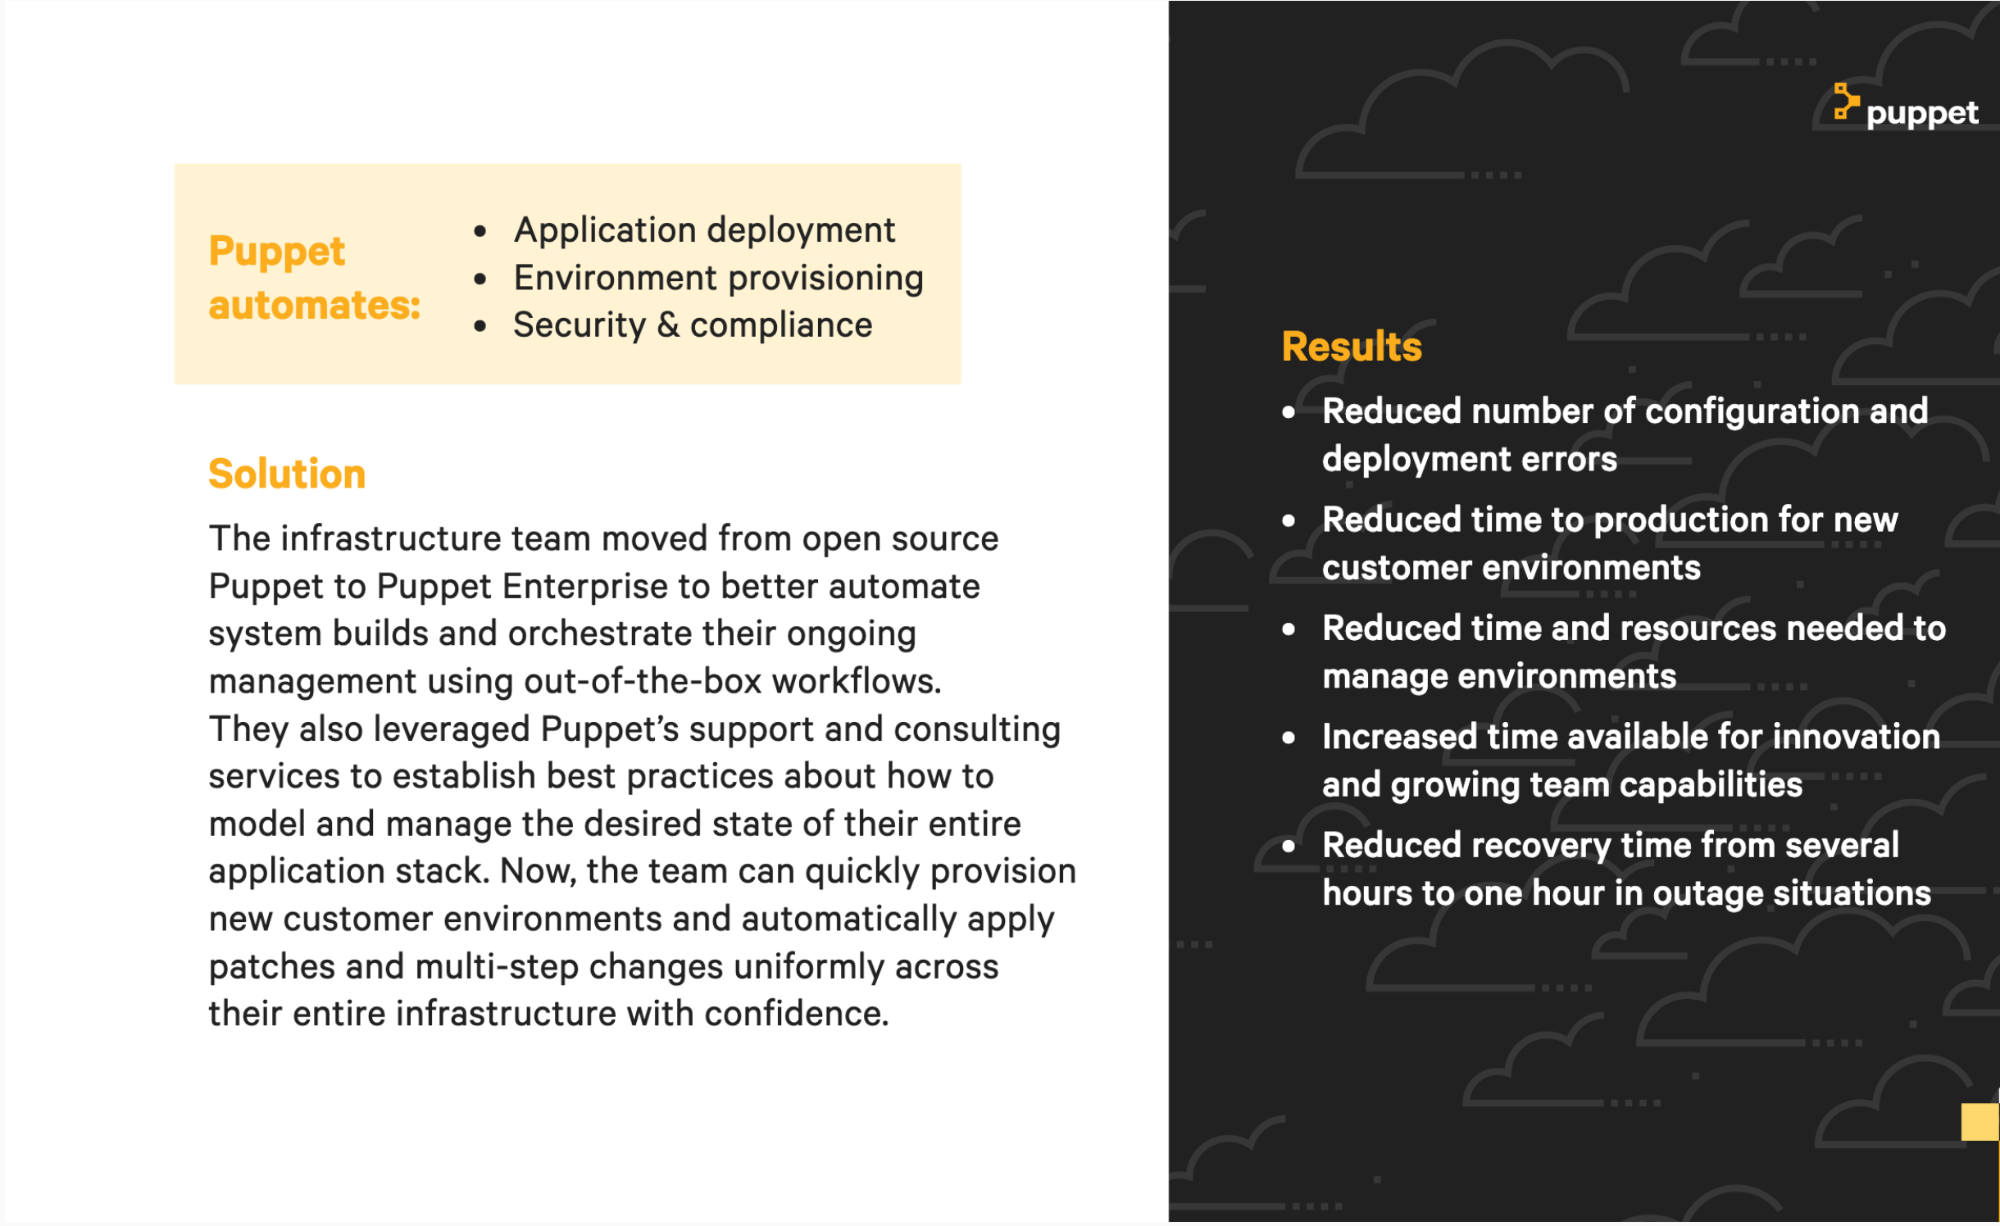 Puppet
automates:
• Application deployment
• Environment provisioning
• Security & compliance
Solution
The infrastructure team moved from open source
Puppet to Puppet Enterprise to better automate
system builds and orchestrate their ongoing
management using out-of-the-box workflows.
They also leveraged Puppet’s support and consulting
services to establish best practices about how to
model and manage the desired state of their entire
application stack. Now, the team can quickly provision
new customer environments and automatically apply
patches and multi-step changes uniformly across
their entire infrastructure with confidence.
puppet
Results
• Reduced number of configuration and
deployment errors
• Reduced time to production for new
customer environments
• Reduced time and resources needed to
manage environments
• Increased time available for innovation
and growing team capabilities
• Reduced recovery time from several
hours to one hour in outage situations